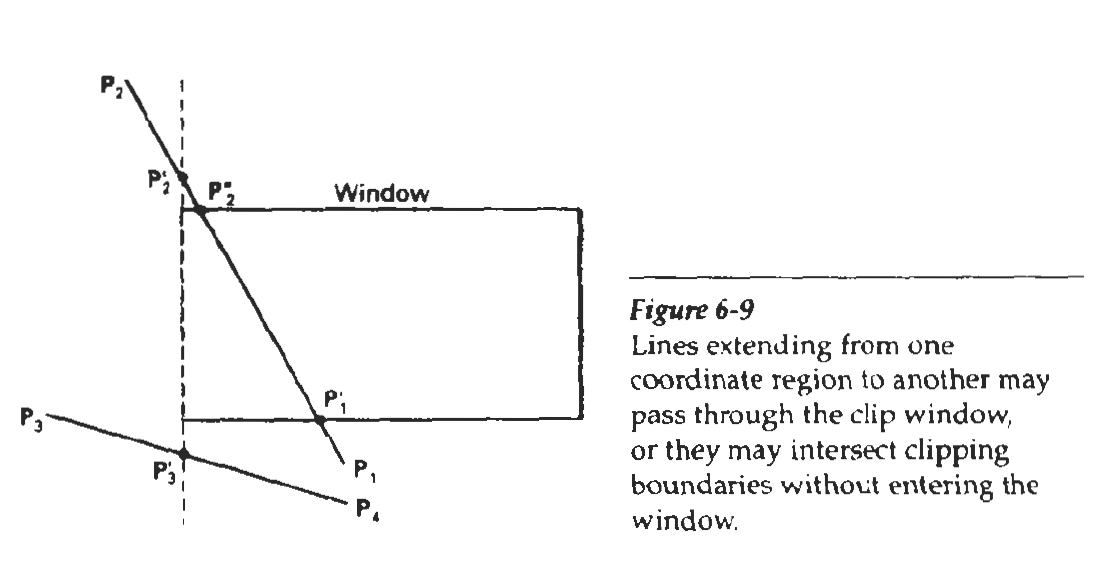 P₂
P'₂
P"₂
Window
P'₁
P₃
P'₃
P₁
P₄
Figure 6-9
Lines extending from one
coordinate region to another may
pass through the clip window,
or they may intersect clipping
boundaries without entering the
window.